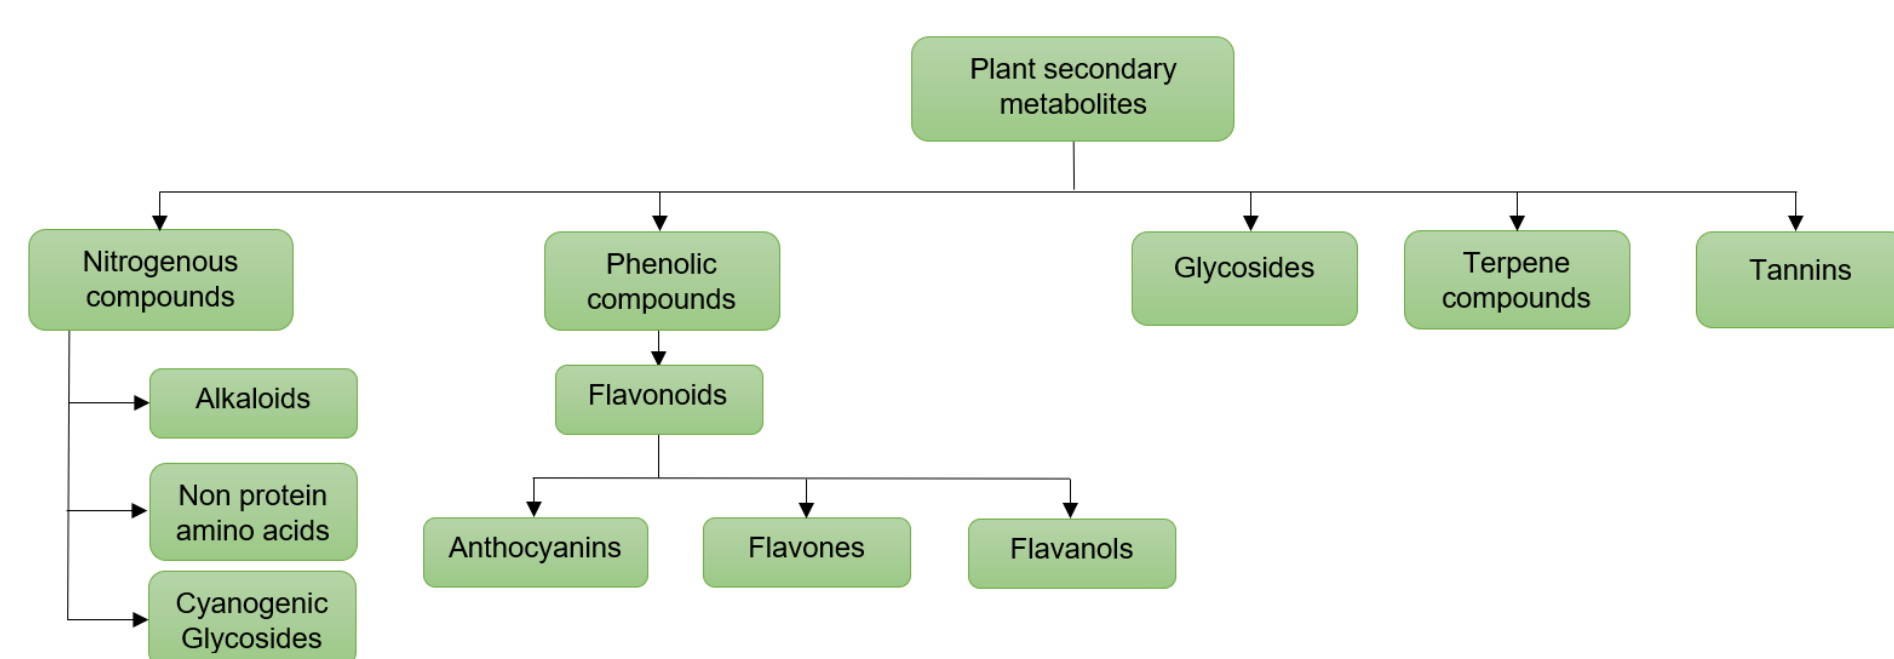 Plant secondary
metabolites
Nitrogenous
compounds
Phenolic
compounds
Glycosides
Terpene
compounds
Tannins
Alkaloids
Flavonoids
Non protein
amino acids
Anthocyanins
Flavones
Flavanols
Cyanogenic
Glycosides